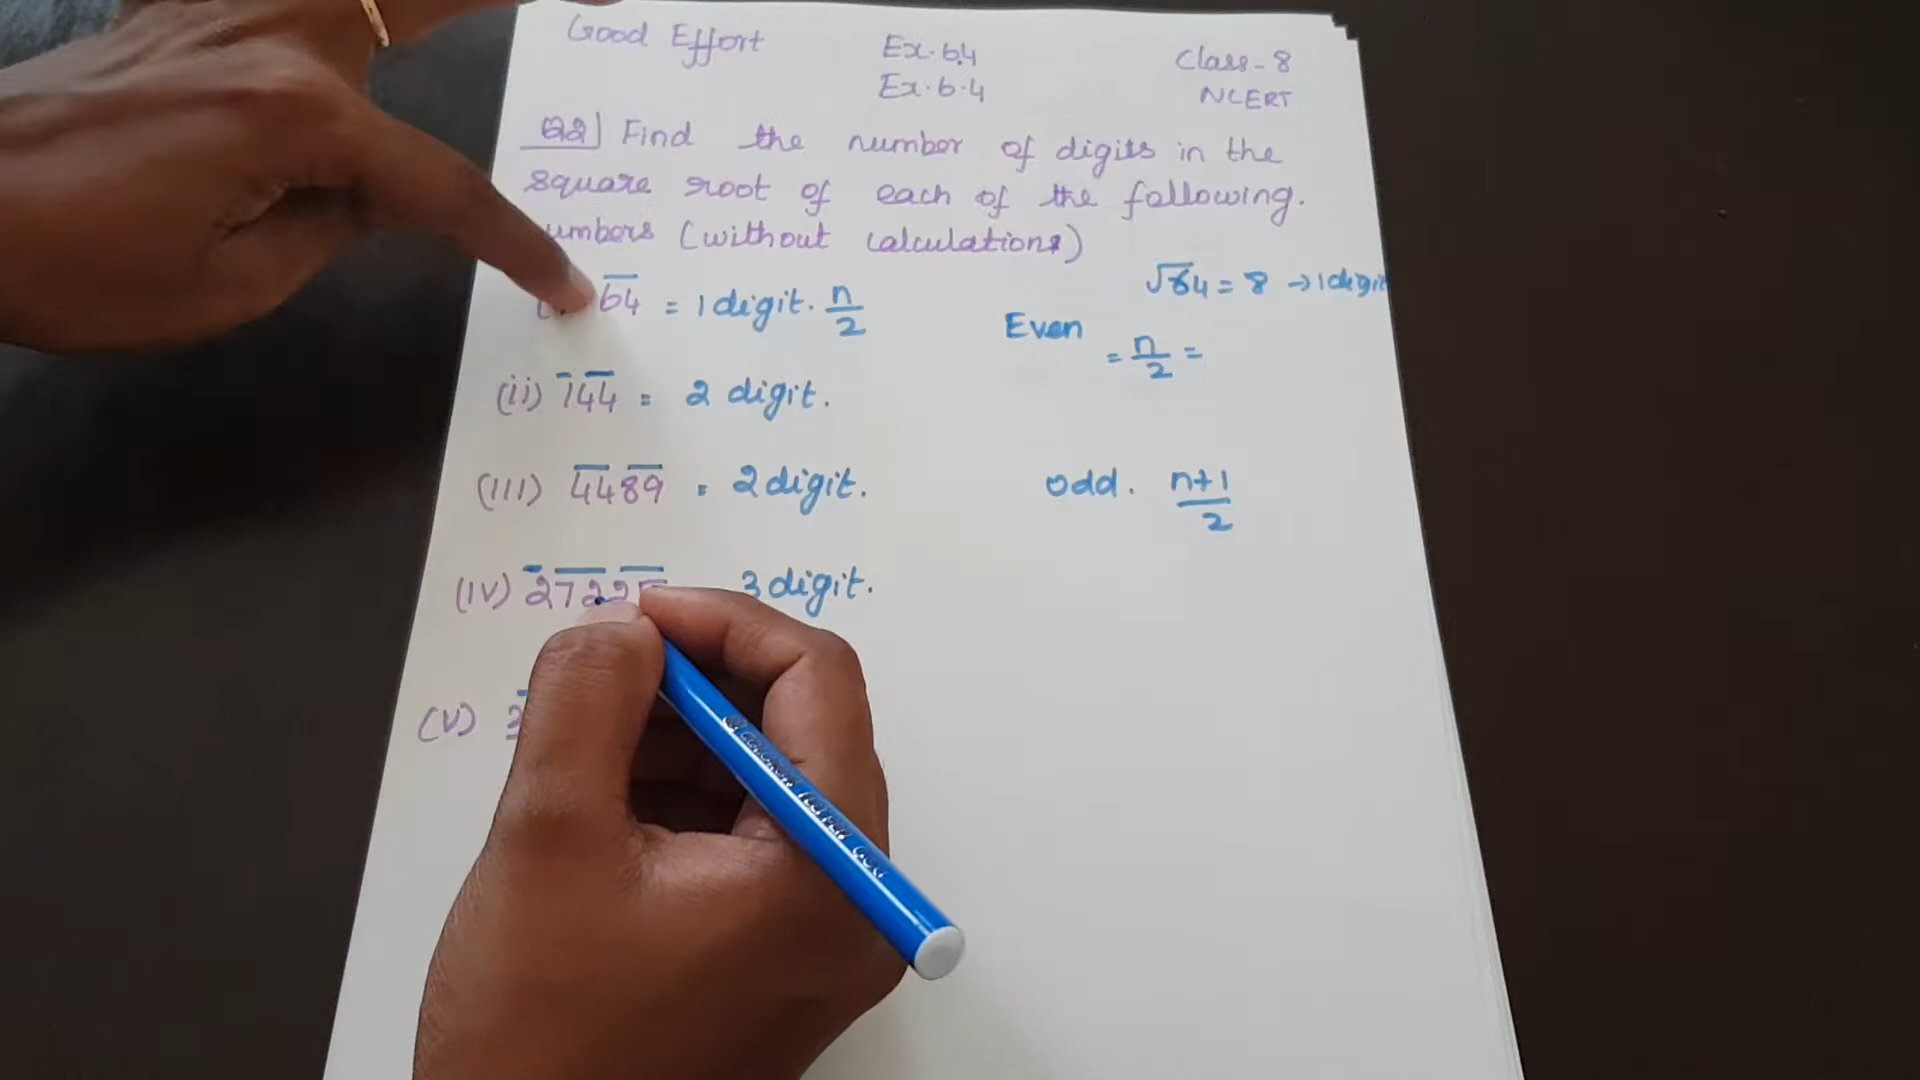 Good Effort Ex. 6.4 Class-8
Ex. 6.4 NCERT
Q2) Find the number of digits in the
square root of each of the following.
umbers (without calculations)
64 = 1 digit. n/2 √64 = 8 → 1 digit
Even = n/2 =
(ii) 144 = 2 digit.
(iii) 4489 = 2 digit. odd. n+1/2
(iv) 27225 3 digit.
(v) 3